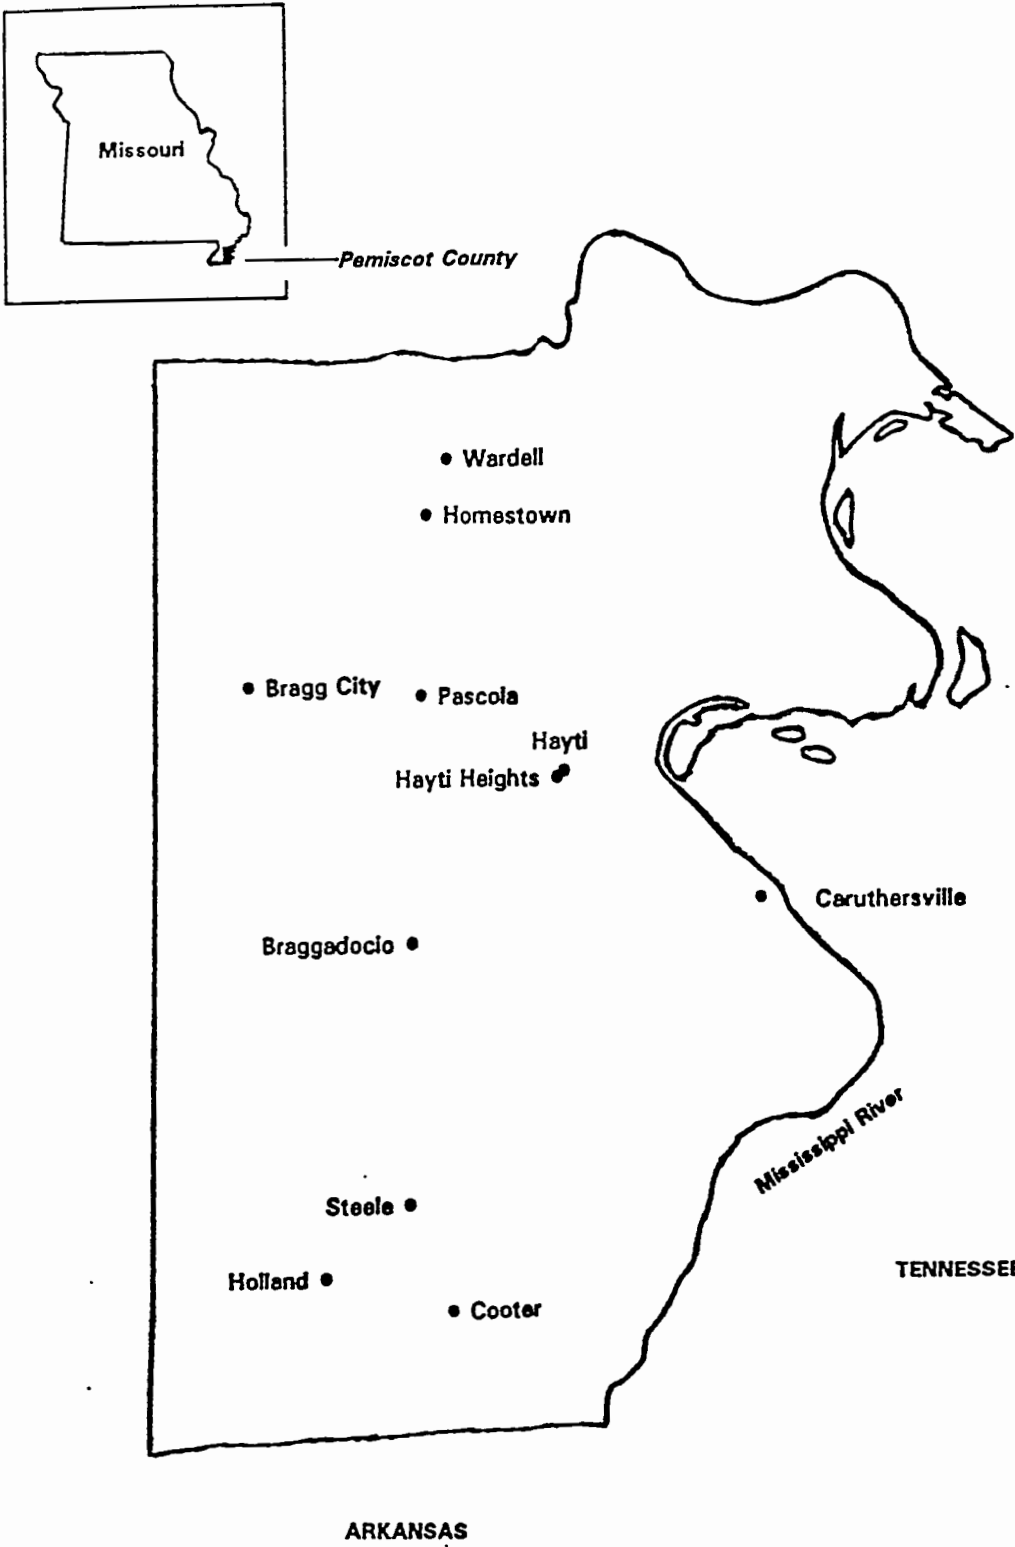 Missouri
Pemiscot County
Wardell
Homestown
Bragg City
Pascola
Hayti
Hayti Heights
Caruthersville
Braggadocio
Mississippi River
Steele
TENNESSEE
Holland
Cooter
ARKANSAS